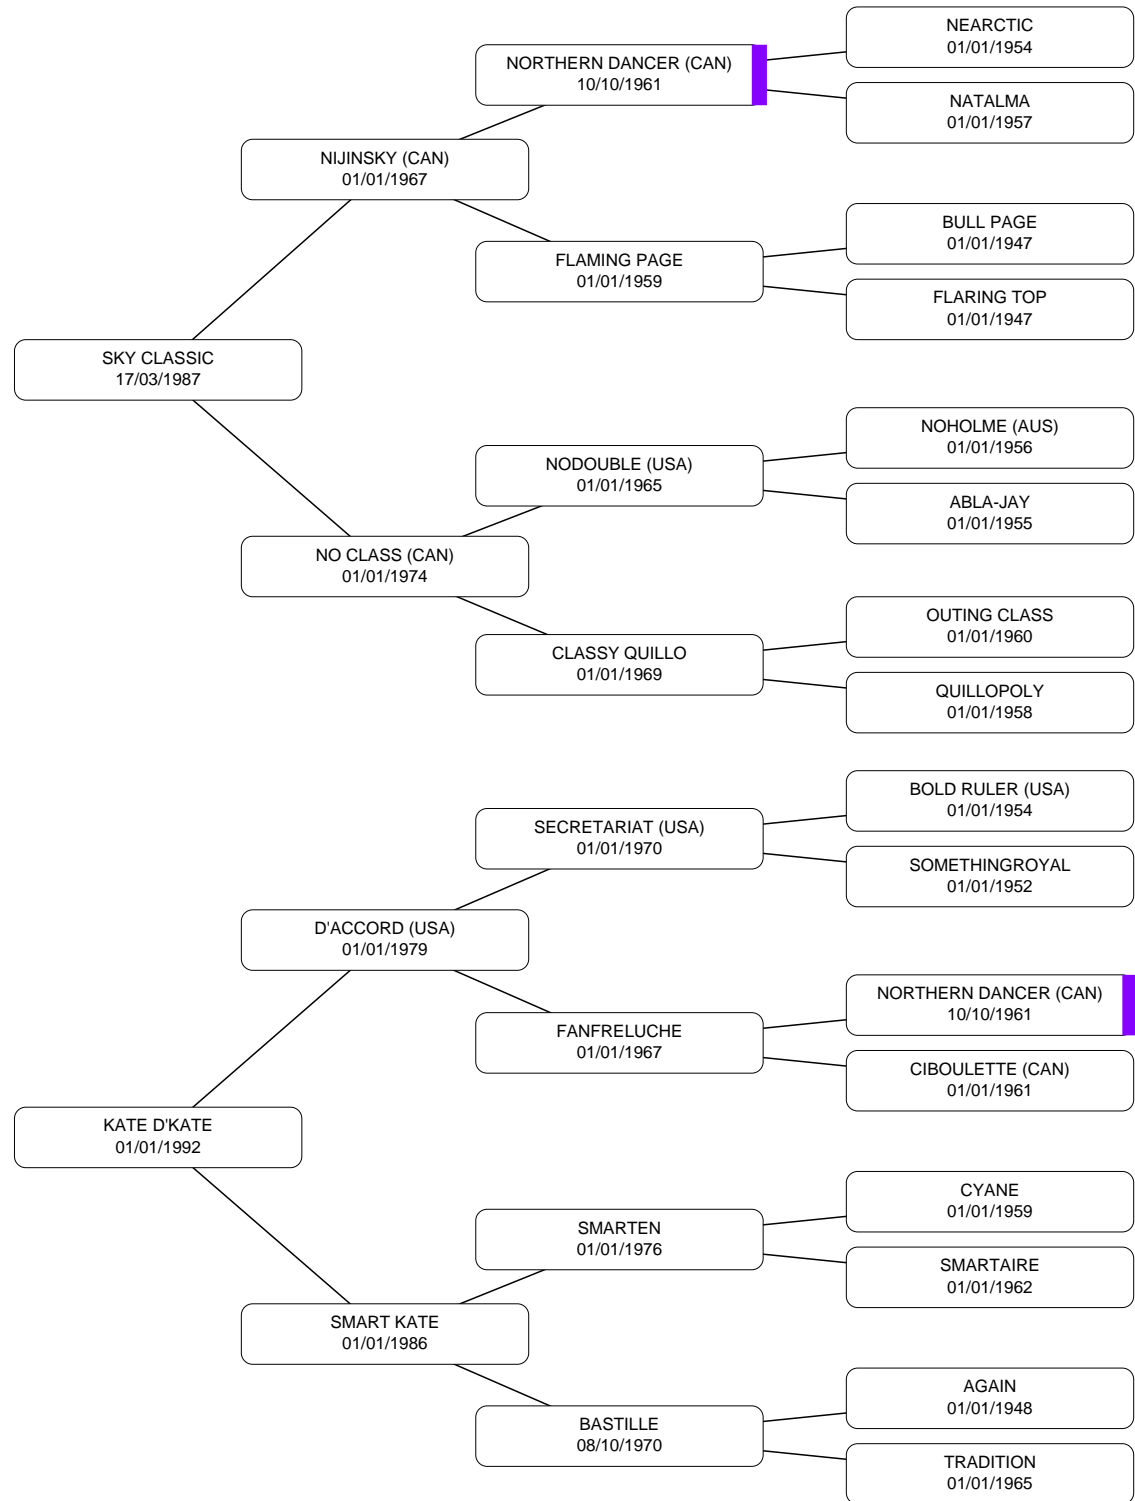 NEARCTIC
01/01/1954
NORTHERN DANCER (CAN)
10/10/1961
NATALMA
01/01/1957
NIJINSKY (CAN)
01/01/1967
BULL PAGE
01/01/1947
FLAMING PAGE
01/01/1959
FLARING TOP
01/01/1947
SKY CLASSIC
17/03/1987
NOHOLME (AUS)
01/01/1956
NODOUBLE (USA)
01/01/1965
ABLA-JAY
01/01/1955
NO CLASS (CAN)
01/01/1974
OUTING CLASS
01/01/1960
CLASSY QUILLO
01/01/1969
QUILLOPOLY
01/01/1958
BOLD RULER (USA)
01/01/1954
SECRETARIAT (USA)
01/01/1970
SOMETHINGROYAL
01/01/1952
D'ACCORD (USA)
01/01/1979
NORTHERN DANCER (CAN)
10/10/1961
FANFRELUCHE
01/01/1967
CIBOULETTE (CAN)
01/01/1961
KATE D'KATE
01/01/1992
CYANE
01/01/1959
SMARTEN
01/01/1976
SMARTAIRE
01/01/1962
SMART KATE
01/01/1986
AGAIN
01/01/1948
BASTILLE
08/10/1970
TRADITION
01/01/1965